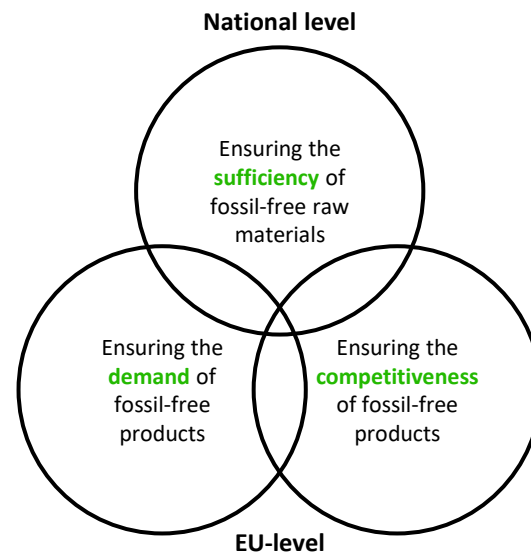 National level
Ensuring the
sufficiency of
fossil-free raw
materials
Ensuring the
demand of
fossil-free
products
Ensuring the
competitiveness
of fossil-free
products
EU-level